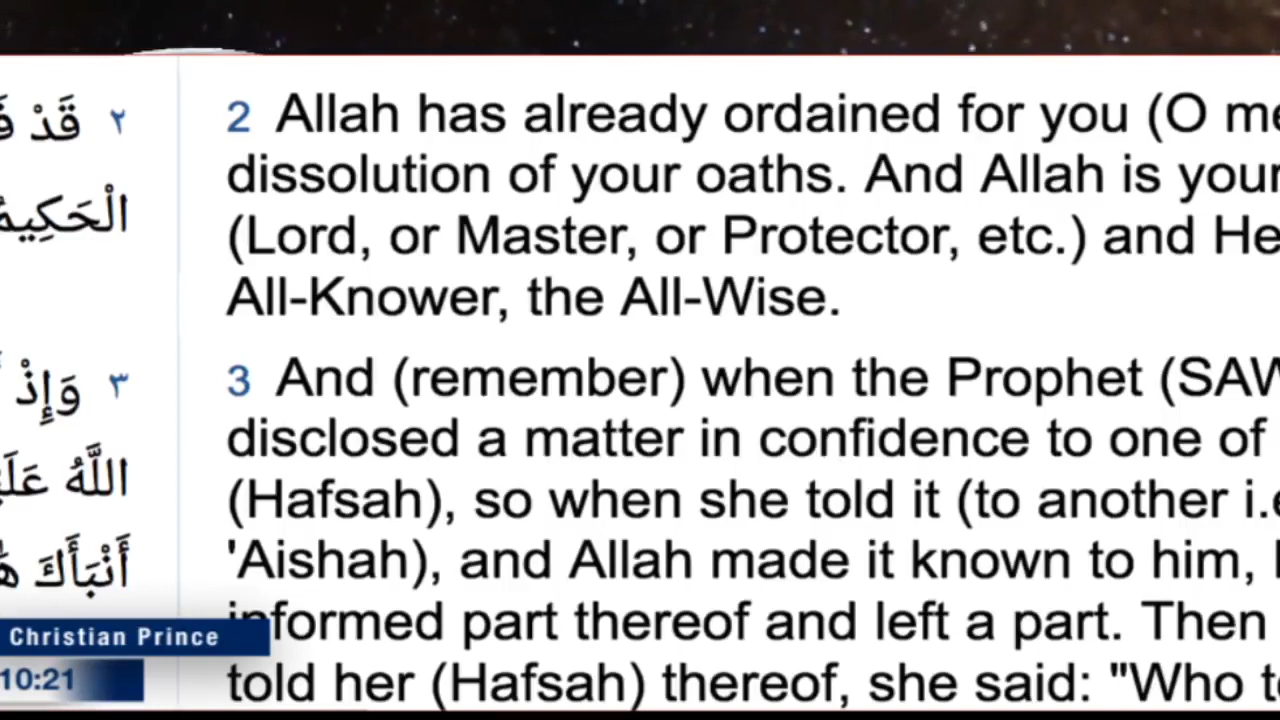 2 Allah has already ordained for you (O
dissolution of your oaths. And Allah is your
(Lord, or Master, or Protector, etc.) and He
All-Knower, the All-Wise.
3 And (remember) when the Prophet (SAW
disclosed a matter in confidence to one of
(Hafsah), so when she told it (to another i.e
'Aishah), and Allah made it known to him,
informed part thereof and left a part. Then
told her (Hafsah) thereof, she said: "Who
٢ قَدْ
الْحَكِيمُ
٣ وَإِذْ
اللَّهُ
أَنْبَأَكَ
Christian Prince
10:21